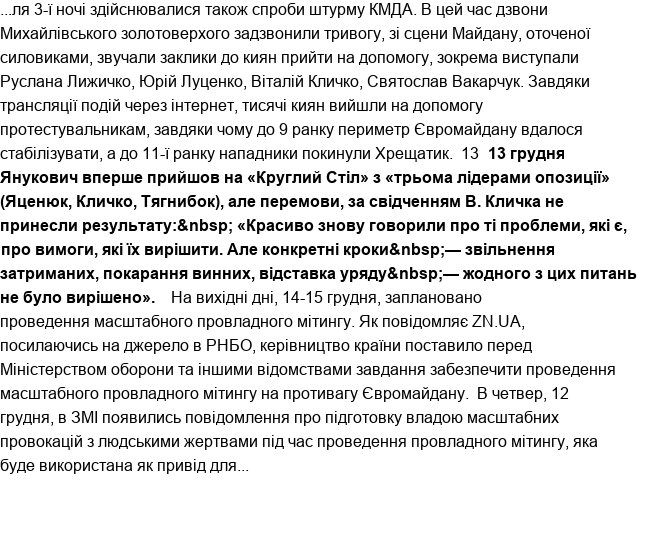 ...ля 3-ї ночі здійснювалися також спроби штурму КМДА. В цей час дзвони
Михайлівського золотоверхого задзвонили тривогу, зі сцени Майдану, оточеної
силовиками, звучали заклики до киян прийти на допомогу, зокрема виступали
Руслана Лижичко, Юрій Луценко, Віталій Кличко, Святослав Вакарчук. Завдяки
трансляції подій через інтернет, тисячі киян вийшли на допомогу
протестувальникам, завдяки чому до 9 ранку периметр Євромайдану вдалося
стабілізувати, а до 11-ї ранку нападники покинули Хрещатик.  13  13 грудня
Янукович вперше прийшов на «Круглий Стіл» з «трьома лідерами опозиції»
(Яценюк, Кличко, Тягнибок), але перемови, за свідченням В. Кличка не
принесли результату:&nbsp; «Красиво знову говорили про ті проблеми, які є,
про вимоги, які їх вирішити. Але конкретні кроки&nbsp;— звільнення
затриманих, покарання винних, відставка уряду&nbsp;— жодного з цих питань
не було вирішено».    На вихідні дні, 14-15 грудня, заплановано
проведення масштабного провладного мітингу. Як повідомляє ZN.UA,
посилаючись на джерело в РНБО, керівництво країни поставило перед
Міністерством оборони та іншими відомствами завдання забезпечити проведення
масштабного провладного мітингу на противагу Євромайдану.  В четвер, 12
грудня, в ЗМІ появились повідомлення про підготовку владою масштабних
провокацій з людськими жертвами під час проведення провладного мітингу, яка
буде використана як привід для...